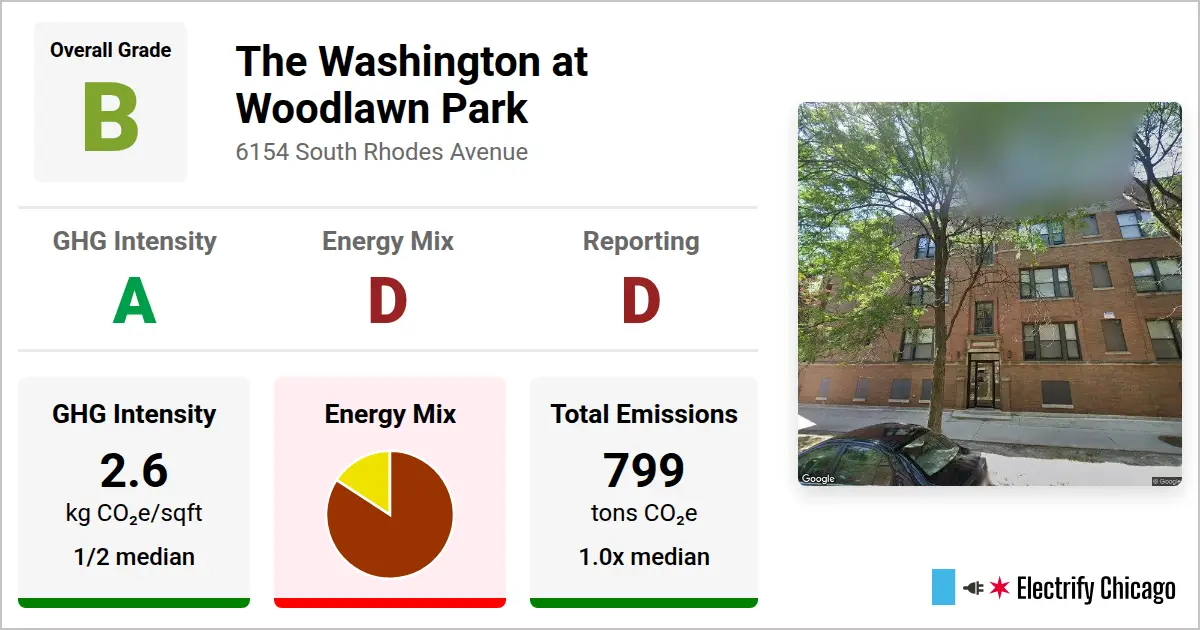 Overall Grade
B
The Washington at
Woodlawn Park
6154 South Rhodes Avenue
GHG Intensity
A
Energy Mix
D
Reporting
D
GHG Intensity
2.6
kg CO₂e/sqft
1/2 median
Energy Mix
Total Emissions
799
tons CO₂e
1.0x median
Google
© Google
Electrify Chicago